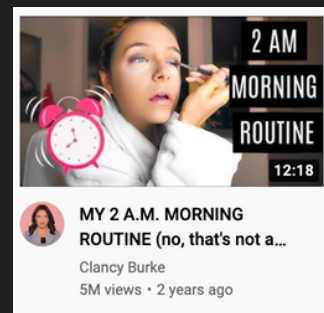 2 AM
MORNING
ROUTINE
12:18
MY 2 A.M. MORNING
ROUTINE (no, that's not a...
Clancy Burke
5M views • 2 years ago